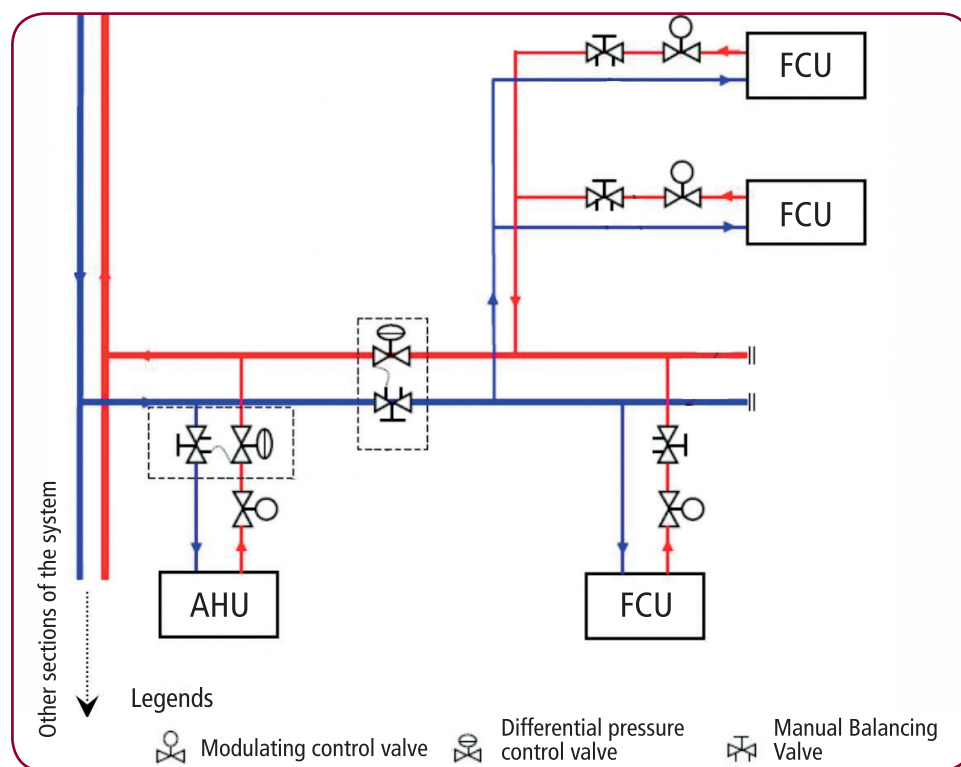 FCU
FCU
AHU
FCU
Other sections of the system
Legends
Modulating control valve
Differential pressure
control valve
Manual Balancing
Valve